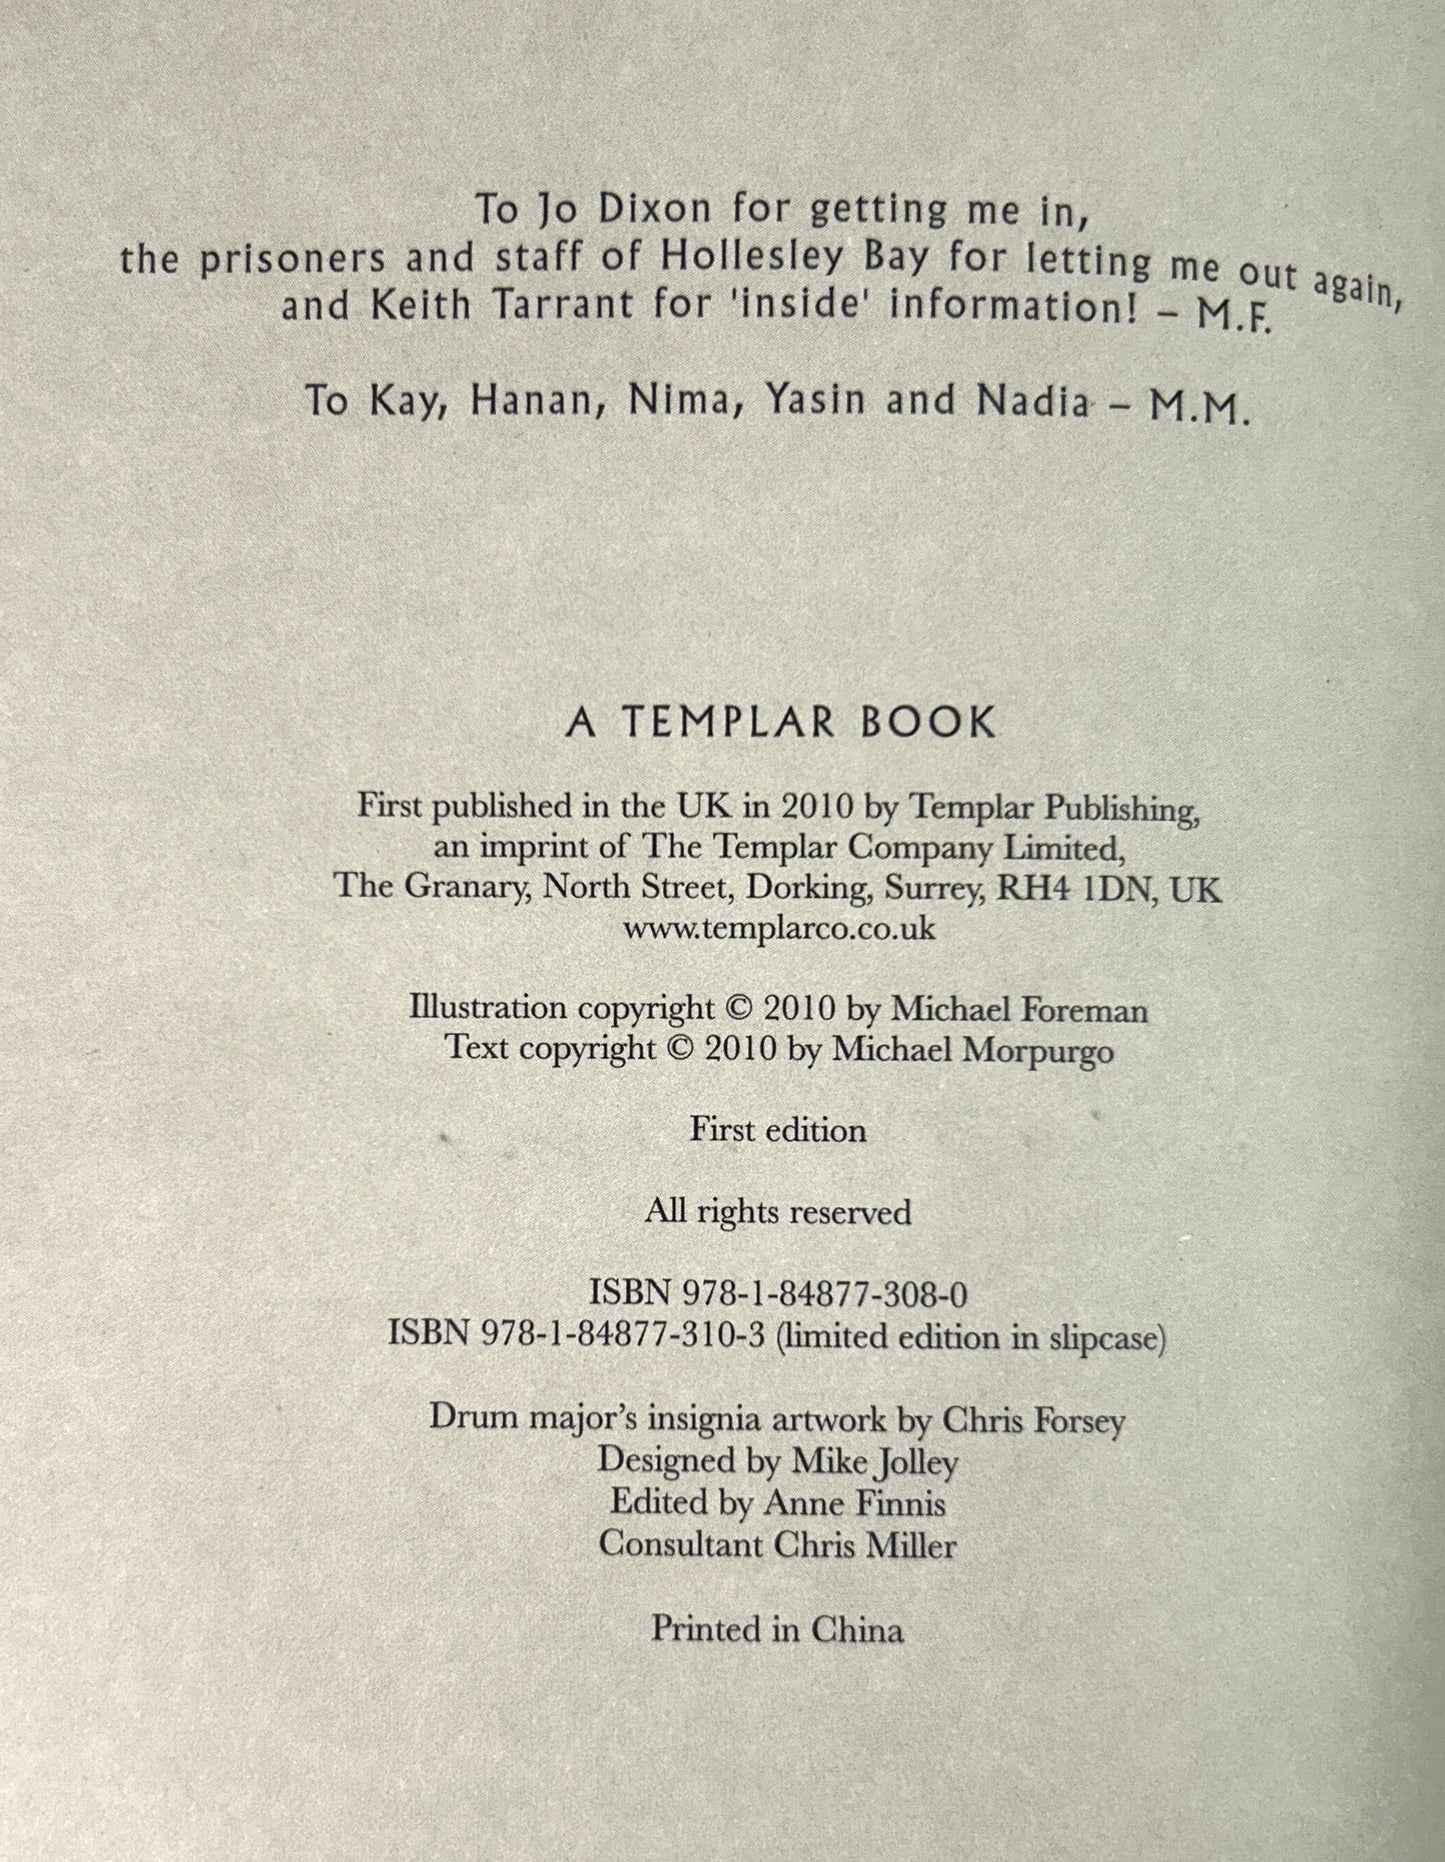 To Jo Dixon for getting me in,
the prisoners and staff of Hollesley Bay for letting me out again,
and Keith Tarrant for 'inside' information! – M.F.
To Kay, Hanan, Nima, Yasin and Nadia – M.M.
A TEMPLAR BOOK
First published in the UK in 2010 by Templar Publishing,
an imprint of The Templar Company Limited,
The Granary, North Street, Dorking, Surrey, RH4 1DN, UK
www.templarco.co.uk
Illustration copyright © 2010 by Michael Foreman
Text copyright © 2010 by Michael Morpurgo
First edition
All rights reserved
ISBN 978-1-84877-308-0
ISBN 978-1-84877-310-3 (limited edition in slipcase)
Drum major’s insignia artwork by Chris Forsey
Designed by Mike Jolley
Edited by Anne Finnis
Consultant Chris Miller
Printed in China